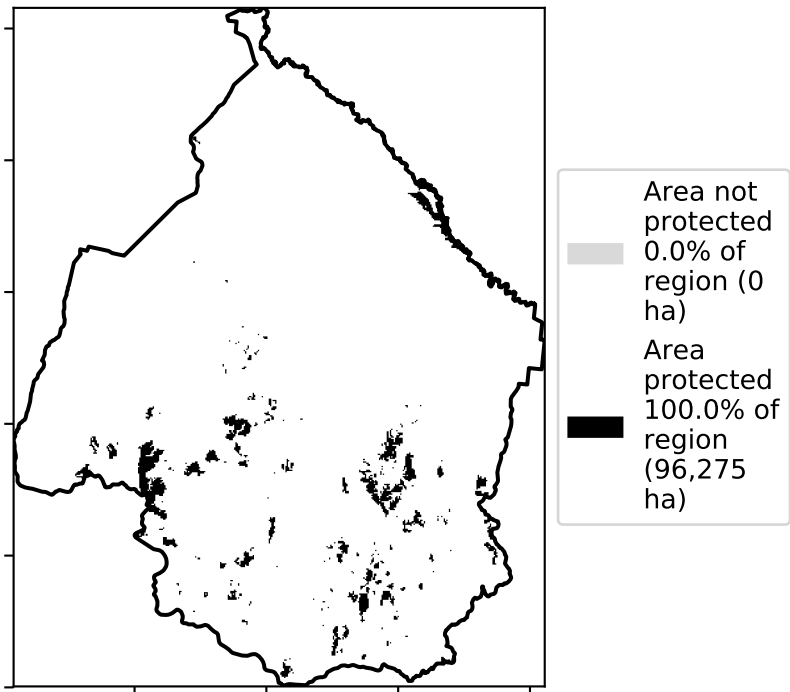 Area not
protected
0.0% of
region (0
ha)
Area
protected
100.0% of
region
(96,275
ha)